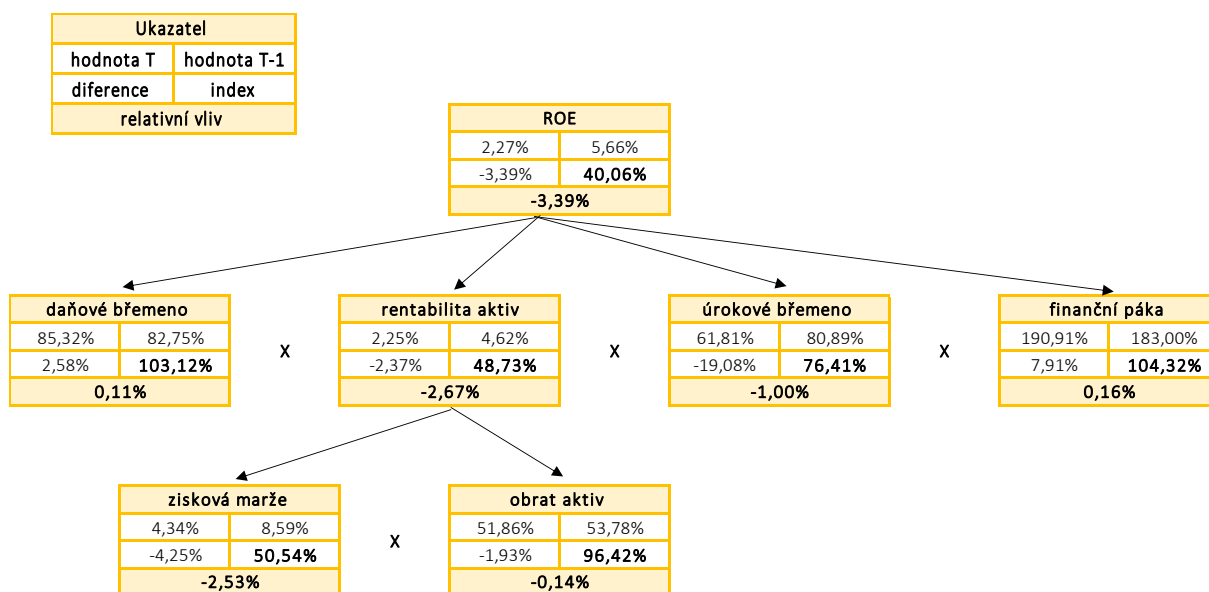 Ukazatel
hodnota T hodnota T-1
diference index
relativní vliv
ROE
2,27% 5,66%
-3,39% 40,06%
-3,39%
daňové břemeno rentabilita aktiv úrokové břemeno finanční páka
85,32% 82,75% X 2,25% 4,62% X 61,81% 80,89% X 190,91% 183,00%
2,58% 103,12% -2,37% 48,73% -19,08% 76,41% 7,91% 104,32%
0,11% -2,67% -1,00% 0,16%
zisková marže obrat aktiv
4,34% 8,59% X 51,86% 53,78%
-4,25% 50,54% -1,93% 96,42%
-2,53% -0,14%